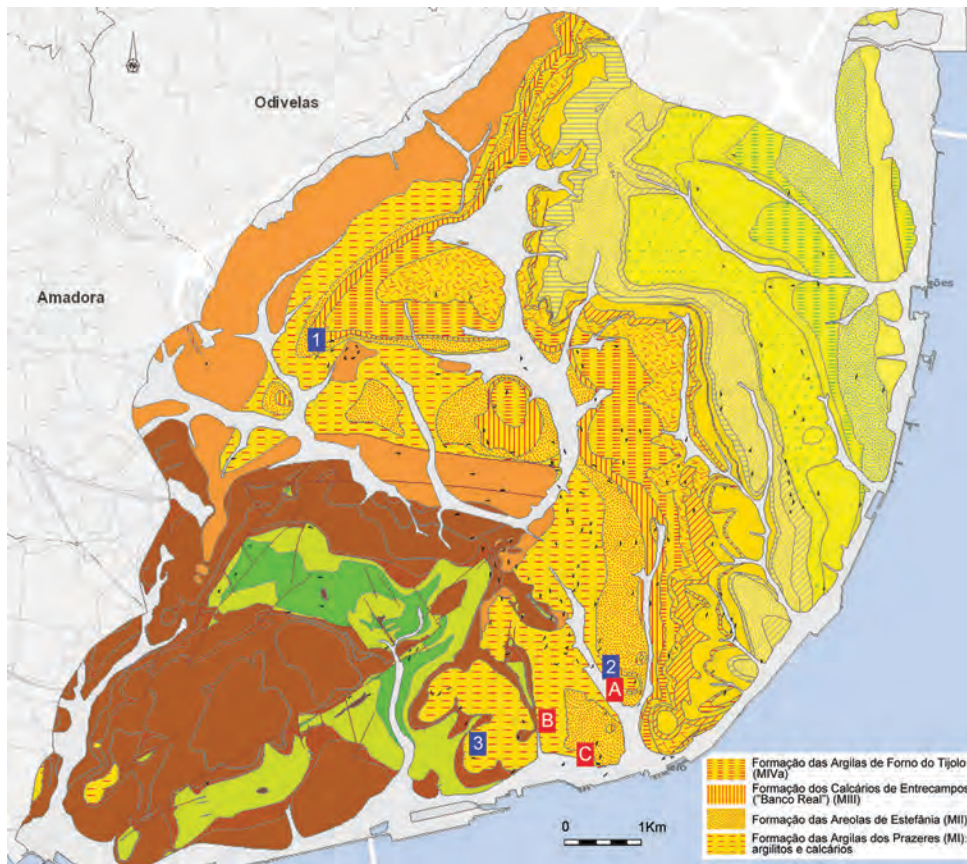 Odivelas
Amadora
ões
1
2
A
B
3
C
0 1Km
Formação das Argilas de Forno do Tijolo
(MIVa)
Formação dos Calcários de Entrecampos
("Banco Real") (MIII)
Formação das Areolas de Estefânia (MII)
Formação das Argilas dos Prazeres (MI):
argilitos e calcários